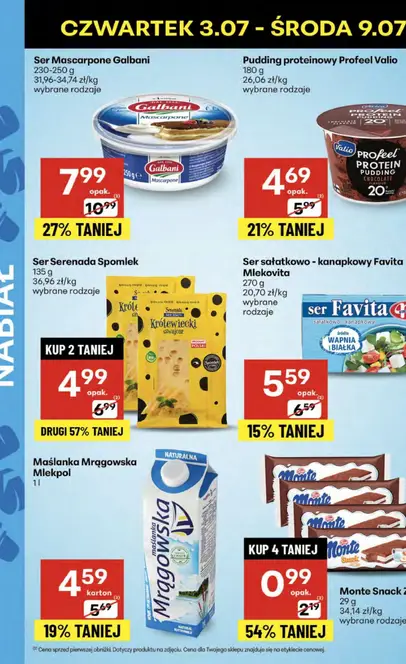 CZWARTEK 3.07 - ŚRODA 9.07
NABIAŁ
Ser Mascarpone Galbani
230-250 g
31,96-34,74 zł/kg
wybrane rodzaje
Galbani
Mascarpone
250g
Galbani
Mascarpone
7 99
opak.
10 99
27% TANIEJ
Pudding proteinowy Profeel Valio
180 g
26,06 zł/kg
wybrane rodzaje
Valio
PROFEEL
PROTEIN
PUDDING
CHOCOLATE
20
4 69
opak.
5 99
21% TANIEJ
Ser Serenada Spomlek
135 g
36,96 zł/kg
wybrane rodzaje
Królewiecki
KUP 2 TANIEJ
4 99
opak.
6 99
DRUGI 57% TANIEJ
Ser sałatkowo - kanapkowy Favita
Mlekovita
270 g
20,70 zł/kg
wybrane
rodzaje
ser Favita
WAPNIA
I BIAŁKA
5 59
opak.
6 59
15% TANIEJ
Maślanka Mrągowska
Mlekpol
1 l
NATURALNA
maślanka
Mrągowska
4 59
karton
5 69
19% TANIEJ
Monte
Monte
Monte
Monte
KUP 4 TANIEJ
0 99
opak.
2 19
54% TANIEJ
Monte Snack Z
29 g
34,14 zł/kg
wybrane rodzaje
Cena sprzed pierwszej obniżki. Dotyczy produktu na zdjęciu. Cena dla Twojego sklepu znajduje się na etykiecie cenowej.